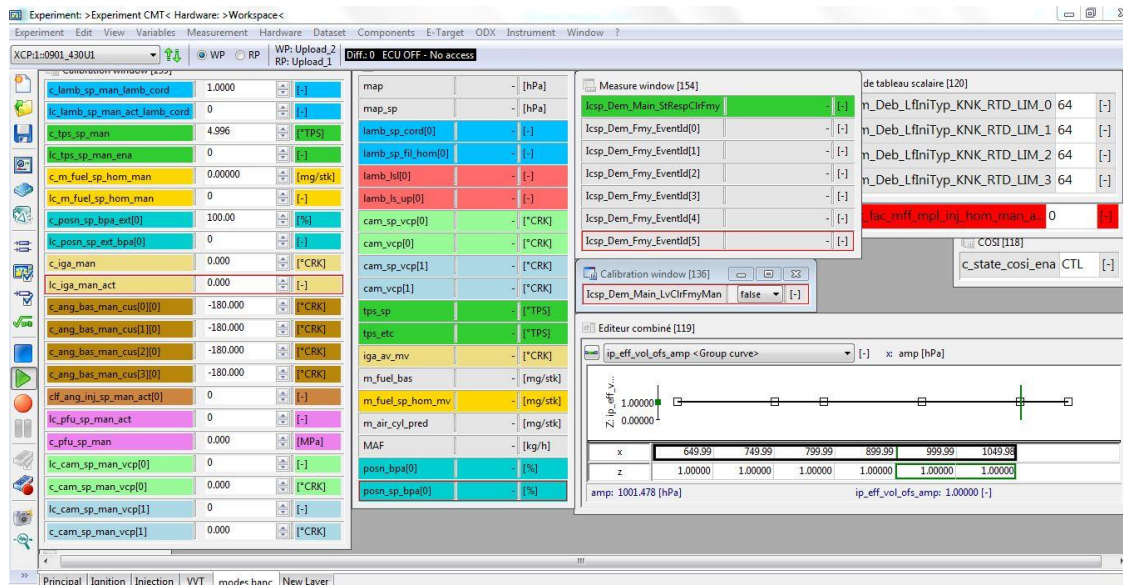 Experiment: >Experiment CMT< Hardware: >Workspace<
Experiment Edit View Variables Measurement Hardware Dataset Components E-Target ODX Instrument Window ?
XCP:1::0901_430U1 WP RP WP: Upload_2 RP: Upload_1 Diff.: 0 ECU OFF - No access
Calibration window [135]
c_lamb_sp_man_lamb_cord 1.0000 [-]
lc_lamb_sp_man_act_lamb_cord 0 [-]
c_tps_sp_man 4.996 [°TPS]
lc_tps_sp_man_ena 0 [-]
c_m_fuel_sp_hom_man 0.00000 [mg/stk]
lc_m_fuel_sp_hom_man 0 [-]
c_posn_sp_bpa_ext[0] 100.00 [%]
lc_posn_sp_ext_bpa[0] 0 [-]
c_iga_man 0.000 [°CRK]
lc_iga_man_act 0.000 [-]
c_ang_bas_man_cus[0][0] -180.000 [°CRK]
c_ang_bas_man_cus[1][0] -180.000 [°CRK]
c_ang_bas_man_cus[2][0] -180.000 [°CRK]
c_ang_bas_man_cus[3][0] -180.000 [°CRK]
clf_ang_inj_sp_man_act[0] 0 [-]
lc_pfu_sp_man_act 0 [-]
c_pfu_sp_man 0.000 [MPa]
lc_cam_sp_man_vcp[0] 0 [-]
c_cam_sp_man_vcp[0] 0.000 [°CRK]
lc_cam_sp_man_vcp[1] 0 [-]
c_cam_sp_man_vcp[1] 0.000 [°CRK]
map - [hPa]
map_sp - [hPa]
lamb_sp_cord[0] - [-]
lamb_sp_fil_hom[0] - [-]
lamb_lsl[0] - [-]
lamb_ls_up[0] - [-]
cam_sp_vcp[0] - [°CRK]
cam_vcp[0] - [°CRK]
cam_sp_vcp[1] - [°CRK]
cam_vcp[1] - [°CRK]
tps_sp - [°TPS]
tps_etc - [°TPS]
iga_av_mv - [°CRK]
m_fuel_bas - [mg/stk]
m_fuel_sp_hom_mv - [mg/stk]
m_air_cyl_pred - [mg/stk]
MAF - [kg/h]
posn_bpa[0] - [%]
posn_sp_bpa[0] - [%]
Measure window [154]
Icsp_Dem_Main_StRespClrFmy - [-]
Icsp_Dem_Fmy_EventId[0] - [-]
Icsp_Dem_Fmy_EventId[1] - [-]
Icsp_Dem_Fmy_EventId[2] - [-]
Icsp_Dem_Fmy_EventId[3] - [-]
Icsp_Dem_Fmy_EventId[4] - [-]
Icsp_Dem_Fmy_EventId[5] - [-]
de tableau scalaire [120]
n_Deb_LfIniTyp_KNK_RTD_LIM_0 64 [-]
n_Deb_LfIniTyp_KNK_RTD_LIM_1 64 [-]
n_Deb_LfIniTyp_KNK_RTD_LIM_2 64 [-]
n_Deb_LfIniTyp_KNK_RTD_LIM_3 64 [-]
_fac_mff_mpl_inj_hom_man_a... 0 [-]
COSI [118]
c_state_cosi_ena CTL [-]
Calibration window [136]
Icsp_Dem_Main_LvClrFmyMan false [-]
Editeur combiné [119]
ip_eff_vol_ofs_amp <Group curve> [-] x: amp [hPa]
Z: ip_eff_v...
1.00000
0.00000
x 649.99 749.99 799.99 899.99 999.99 1049.98
z 1.00000 1.00000 1.00000 1.00000 1.00000 1.00000
amp: 1001.478 [hPa] ip_eff_vol_ofs_amp: 1.00000 [-]
Principal Ignition Injection VVT modes banc New Layer